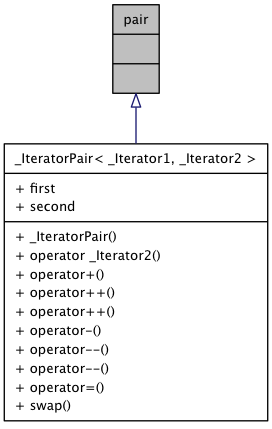 pair
_IteratorPair< _Iterator1, _Iterator2 >
+ first
+ second
+ _IteratorPair()
+ operator _Iterator2()
+ operator+()
+ operator++()
+ operator++()
+ operator-()
+ operator--()
+ operator--()
+ operator=()
+ swap()